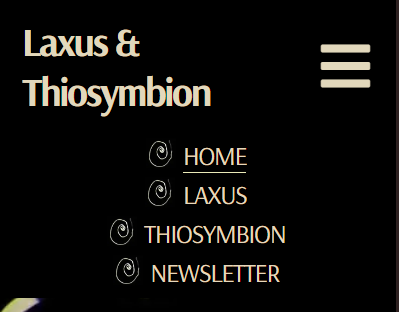 Laxus &
Thiosymbion
HOME
LAXUS
THIOSYMBION
NEWSLETTER